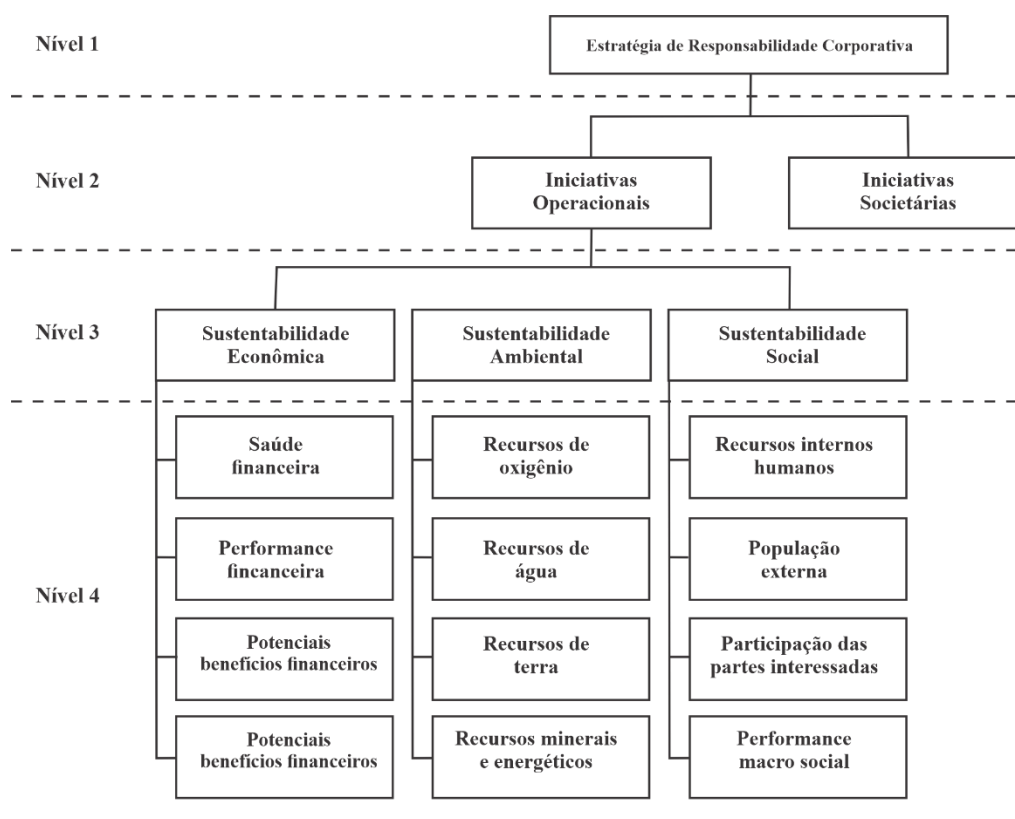 Nível 1
Estratégia de Responsabilidade Corporativa
Nível 2
Iniciativas
Operacionais
Iniciativas
Societárias
Nível 3
Sustentabilidade
Econômica
Sustentabilidade
Ambiental
Sustentabilidade
Social
Nível 4
Saúde
financeira
Recursos de
oxigênio
Recursos internos
humanos
Performance
fincanceira
Recursos de
água
População
externa
Potenciais
benefícios financeiros
Recursos de
terra
Participação das
partes interessadas
Potenciais
benefícios financeiros
Recursos minerais
e energéticos
Performance
macro social